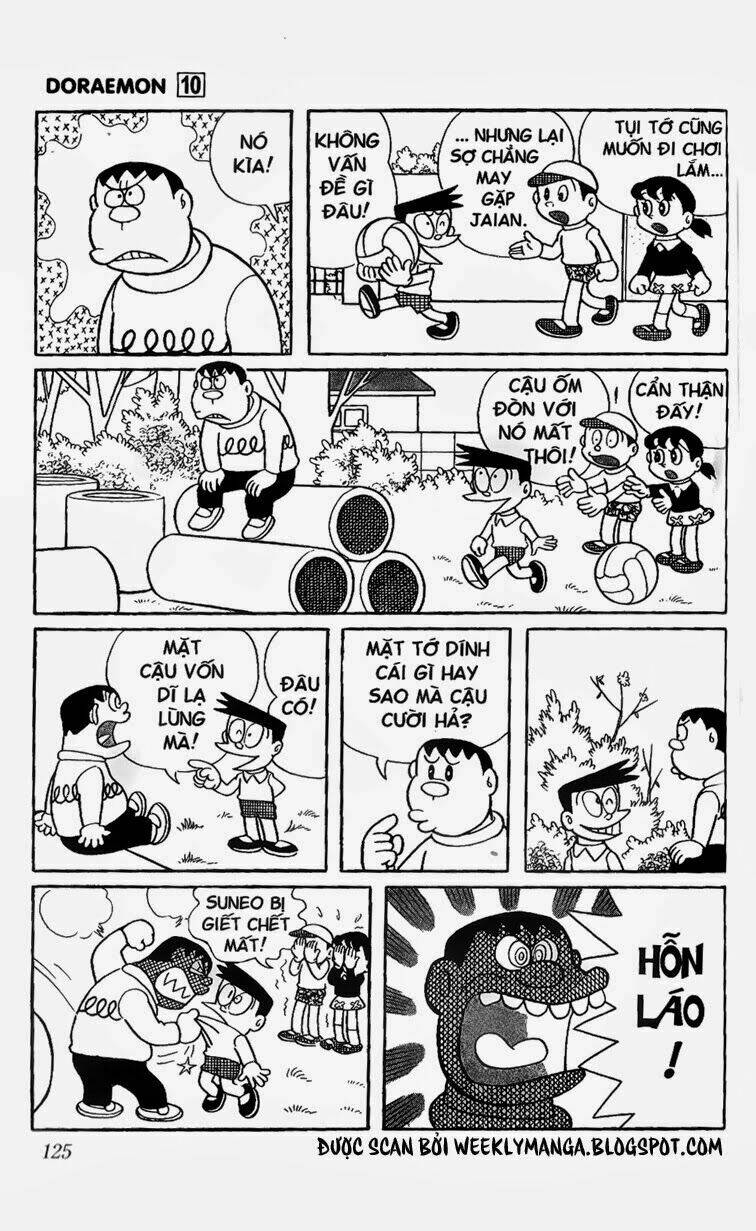 DORAEMON 10
TỤI TỚ CŨNG
MUỐN ĐI CHƠI
LẮM...
... NHƯNG LẠI
SỢ CHẲNG
MAY
GẶP
JAIAN.
KHÔNG
VẤN
ĐỀ GÌ
ĐÂU!
NÓ
KÌA!
CẨN THẬN
ĐẤY!
!
CẬU ỐM
ĐÒN VỚI
NÓ MẤT
THÔI!
MẶT TỚ DÍNH
CÁI GÌ HAY
SAO MÀ CẬU
CƯỜI HẢ?
ĐÂU
CÓ!
MẶT
CẬU VỐN
DĨ LẠ
LÙNG
MÀ!
HỖN
LÁO
!
SUNEO BỊ
GIẾT CHẾT
MẤT!
125
ĐƯỢC SCAN BỞI WEEKLYMANGA.BLOGSPOT.COM